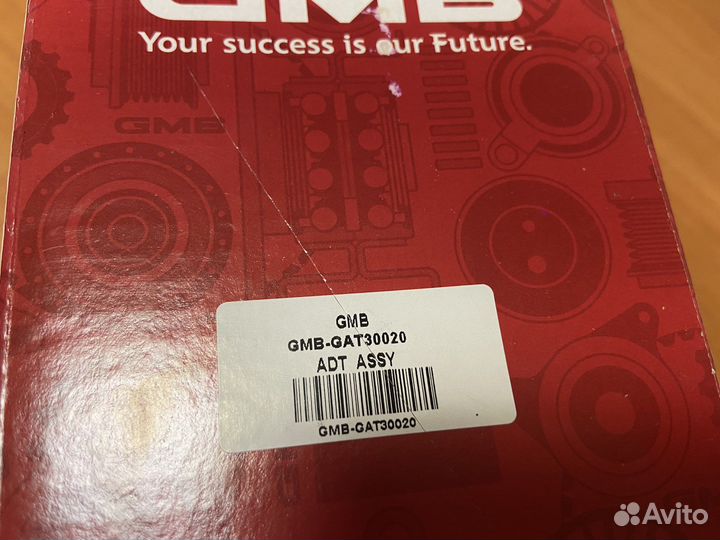 GMB
Your success is our Future.
GMB
GMB
GMB-GAT30020
ADT ASSY
GMB-GAT30020
Avito